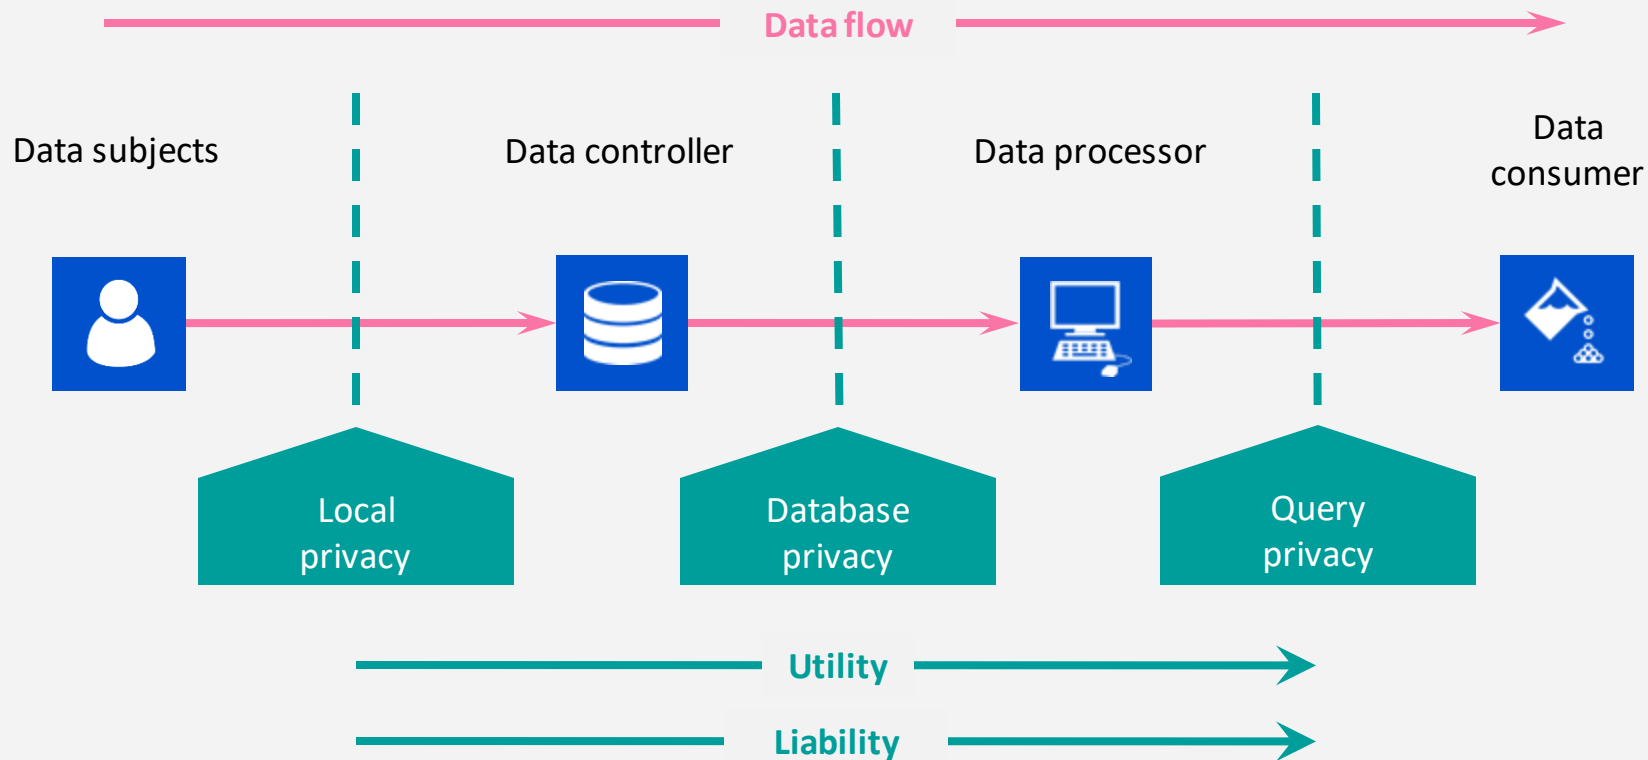 Data flow
Data subjects
Data controller
Data processor
Data
consumer
Local
privacy
Database
privacy
Query
privacy
Utility
Liability